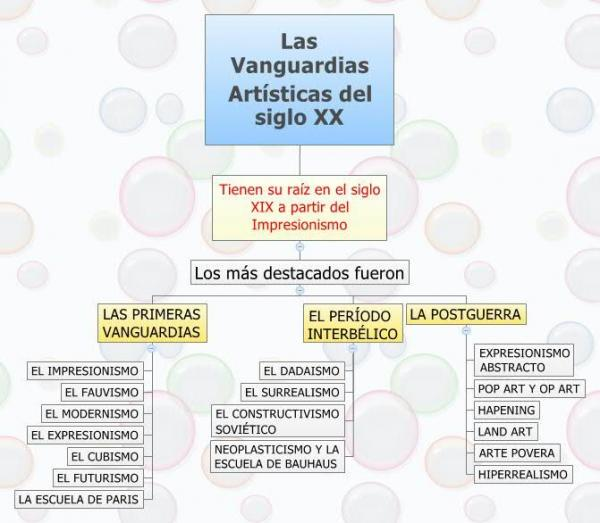 Las
Vanguardias
Artísticas del
siglo XX
Tienen su raíz en el siglo
XIX a partir del
Impresionismo
Los más destacados fueron
LAS PRIMERAS
VANGUARDIAS
EL IMPRESIONISMO
EL FAUVISMO
EL MODERNISMO
EL EXPRESIONISMO
EL CUBISMO
EL FUTURISMO
LA ESCUELA DE PARIS
EL PERÍODO
INTERBÉLICO
EL DADAISMO
EL SURREALISMO
EL CONSTRUCTIVISMO
SOVIÉTICO
NEOPLASTICISMO Y LA
ESCUELA DE BAUHAUS
LA POSTGUERRA
EXPRESIONISMO
ABSTRACTO
POP ART Y OP ART
HAPENING
LAND ART
ARTE POVERA
HIPERREALISMO